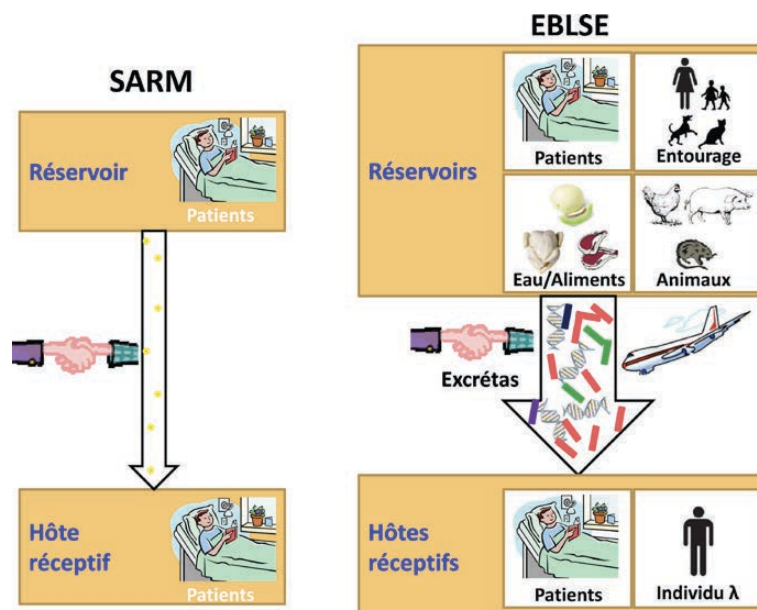 SARM
Réservoir
Patients
Hôte
réceptif
Patients
EBLSE
Réservoirs
Patients
Entourage
Eau/Aliments
Animaux
Excrétas
Hôtes
réceptifs
Patients
Individu λ